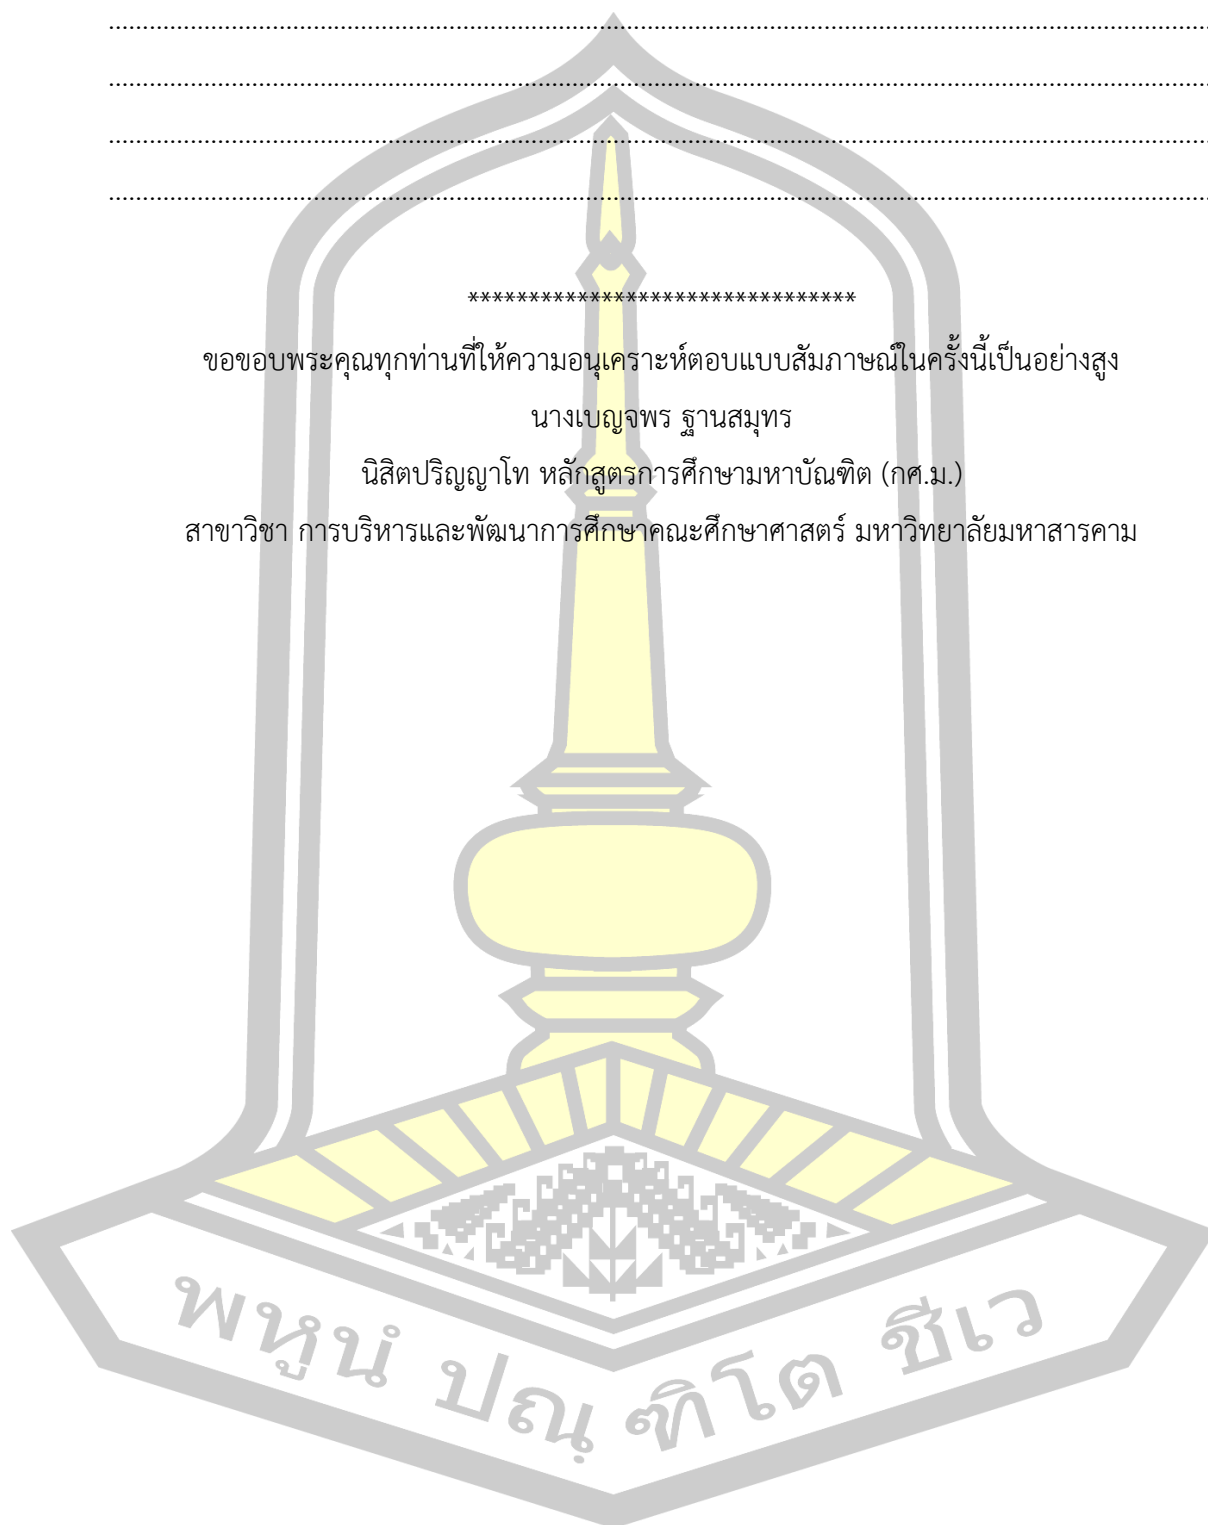 ................................................................................................................................................................
................................................................................................................................................................
................................................................................................................................................................
................................................................................................................................................................
********************************
ขอขอบพระคุณทุกท่านที่ให้ความอนุเคราะห์ตอบแบบสัมภาษณ์ในครั้งนี้เป็นอย่างสูง
นางเบญจพร ฐานสมุทร
นิสิตปริญญาโท หลักสูตรการศึกษามหาบัณฑิต (กศ.ม.)
สาขาวิชา การบริหารและพัฒนาการศึกษาคณะศึกษาศาสตร์ มหาวิทยาลัยมหาสารคาม
พหูนํ ปณฺฑิโต ชีเว